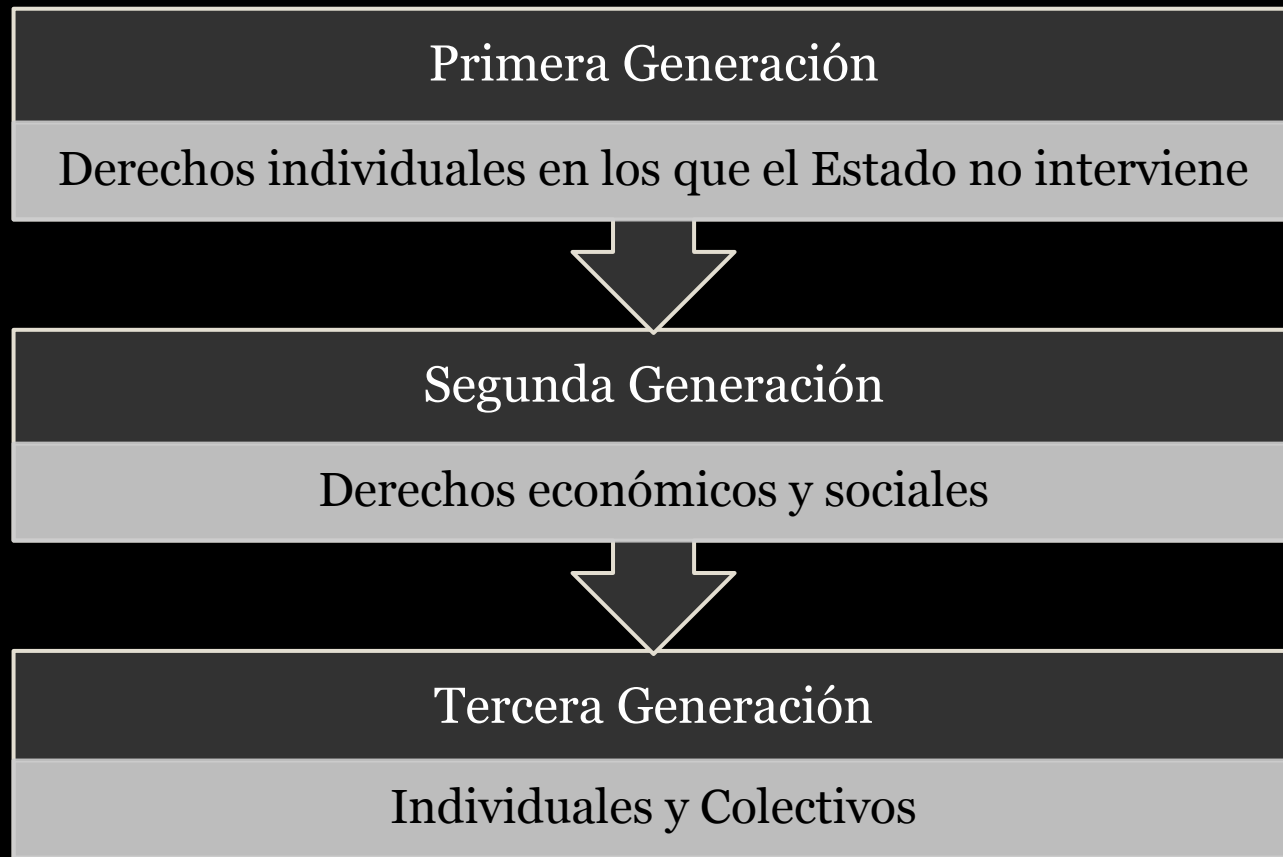 Primera Generación
Derechos individuales en los que el Estado no interviene
Segunda Generación
Derechos económicos y sociales
Tercera Generación
Individuales y Colectivos